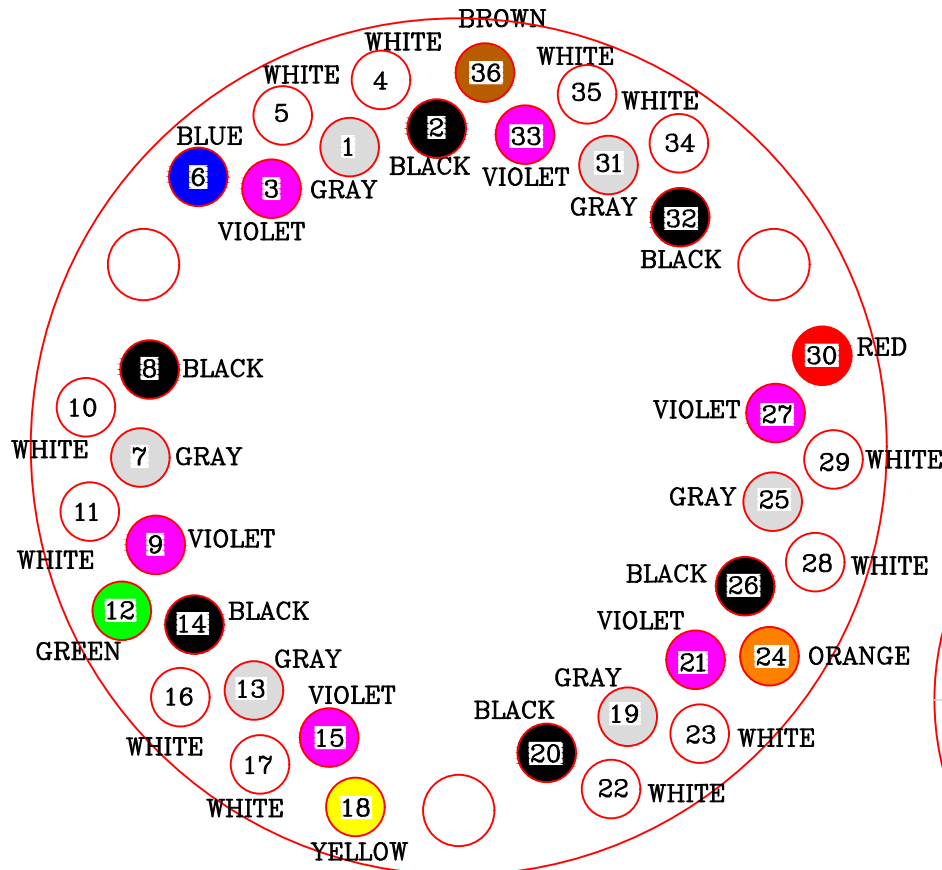 BROWN
WHITE
36
WHITE
4
35
WHITE
WHITE
5
2
33
34
BLUE
1
31
BLACK
VIOLET
6
3
GRAY
GRAY
32
VIOLET
BLACK
30
RED
8
BLACK
10
VIOLET
27
WHITE
7
GRAY
29
WHITE
11
GRAY
25
9
VIOLET
WHITE
28
WHITE
BLACK
26
12
14
BLACK
VIOLET
GREEN
GRAY
21
24
ORANGE
16
13
VIOLET
GRAY
BLACK
19
WHITE
15
23
WHITE
17
20
WHITE
22
WHITE
18
YELLOW